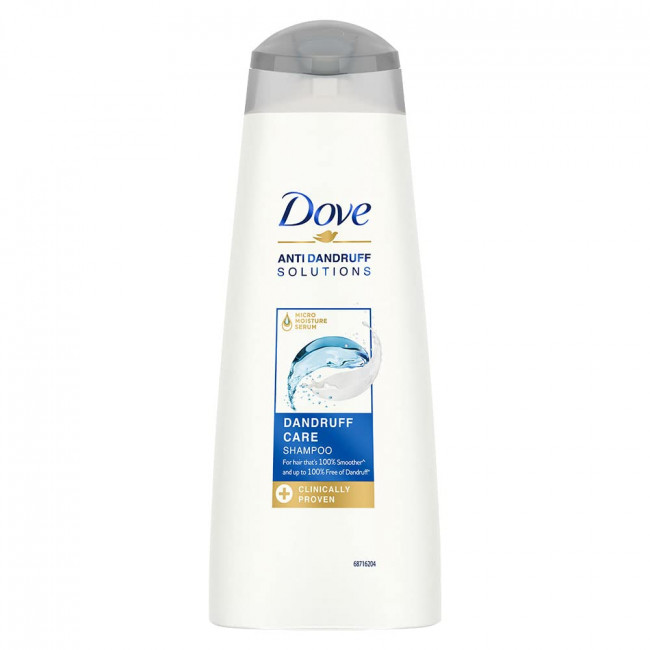 Dove
ANTI DANDRUFF
SOLUTIONS
MICRO
MOISTURE
SERUM
DANDRUFF
CARE
SHAMPOO
For hair that's 100% Smoother^
and up to 100% Free of Dandruff*
CLINICALLY
PROVEN
68716204